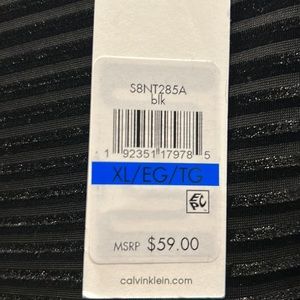 S8NT285A
blk
1 92351 17978 5
XL/EG/TG
MSRP $59.00
calvinklein.com